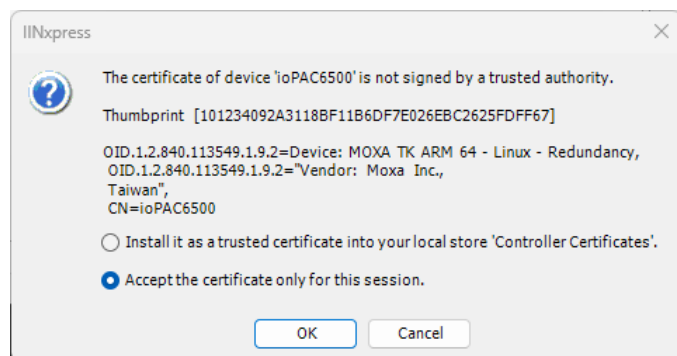 IINxpress
The certificate of device 'ioPAC6500' is not signed by a trusted authority.
Thumbprint [101234092A3118BF11B6DF7E026EBC2625FDFF67]
OID.1.2.840.113549.1.9.2=Device: MOXA TK ARM 64 - Linux - Redundancy,
OID.1.2.840.113549.1.9.2="Vendor: Moxa Inc.,
Taiwan",
CN=ioPAC6500
Install it as a trusted certificate into your local store 'Controller Certificates'.
Accept the certificate only for this session.
OK Cancel